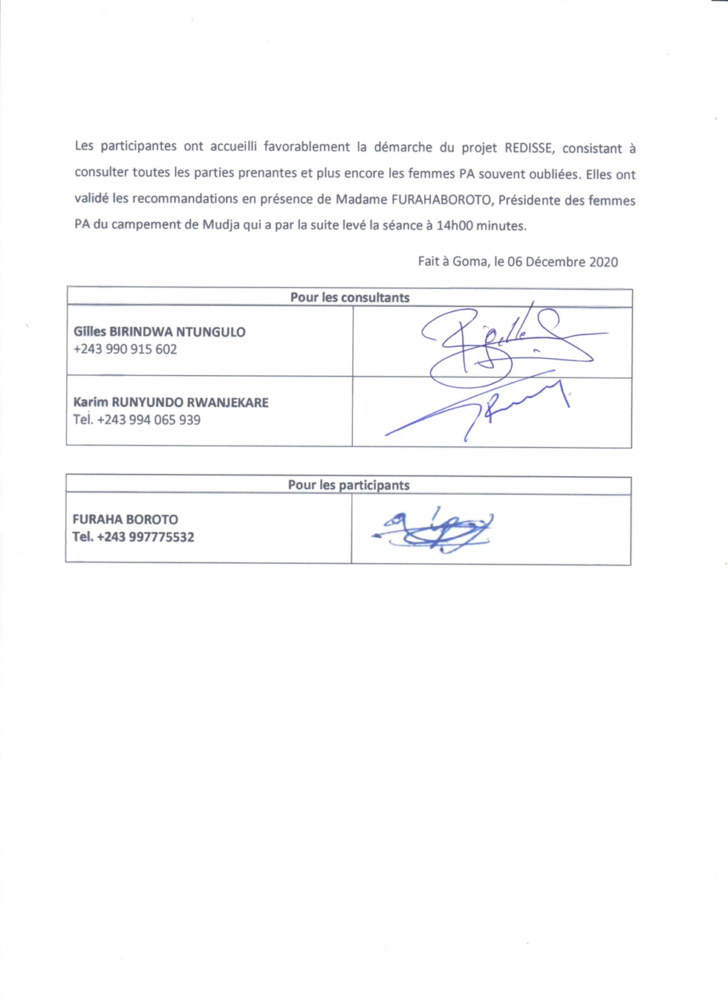 Les participantes ont accueilli favorablement la démarche du projet REDISSE, consistant à
consulter toutes les parties prenantes et plus encore les femmes PA souvent oubliées. Elles ont
validé les recommandations en présence de Madame FURAHABOROTO, Présidente des femmes
PA du campement de Mudja qui a par la suite levé la séance à 14h00 minutes.
Fait à Goma, le 06 Décembre 2020
Pour les consultants
Gilles BIRINDWA NTUNGULO
+243 990 915 602
Karim RUNYUNDO RWANJEKARE
Tel. +243 994 065 939
Pour les participants
FURAHA BOROTO
Tel. +243 997775532